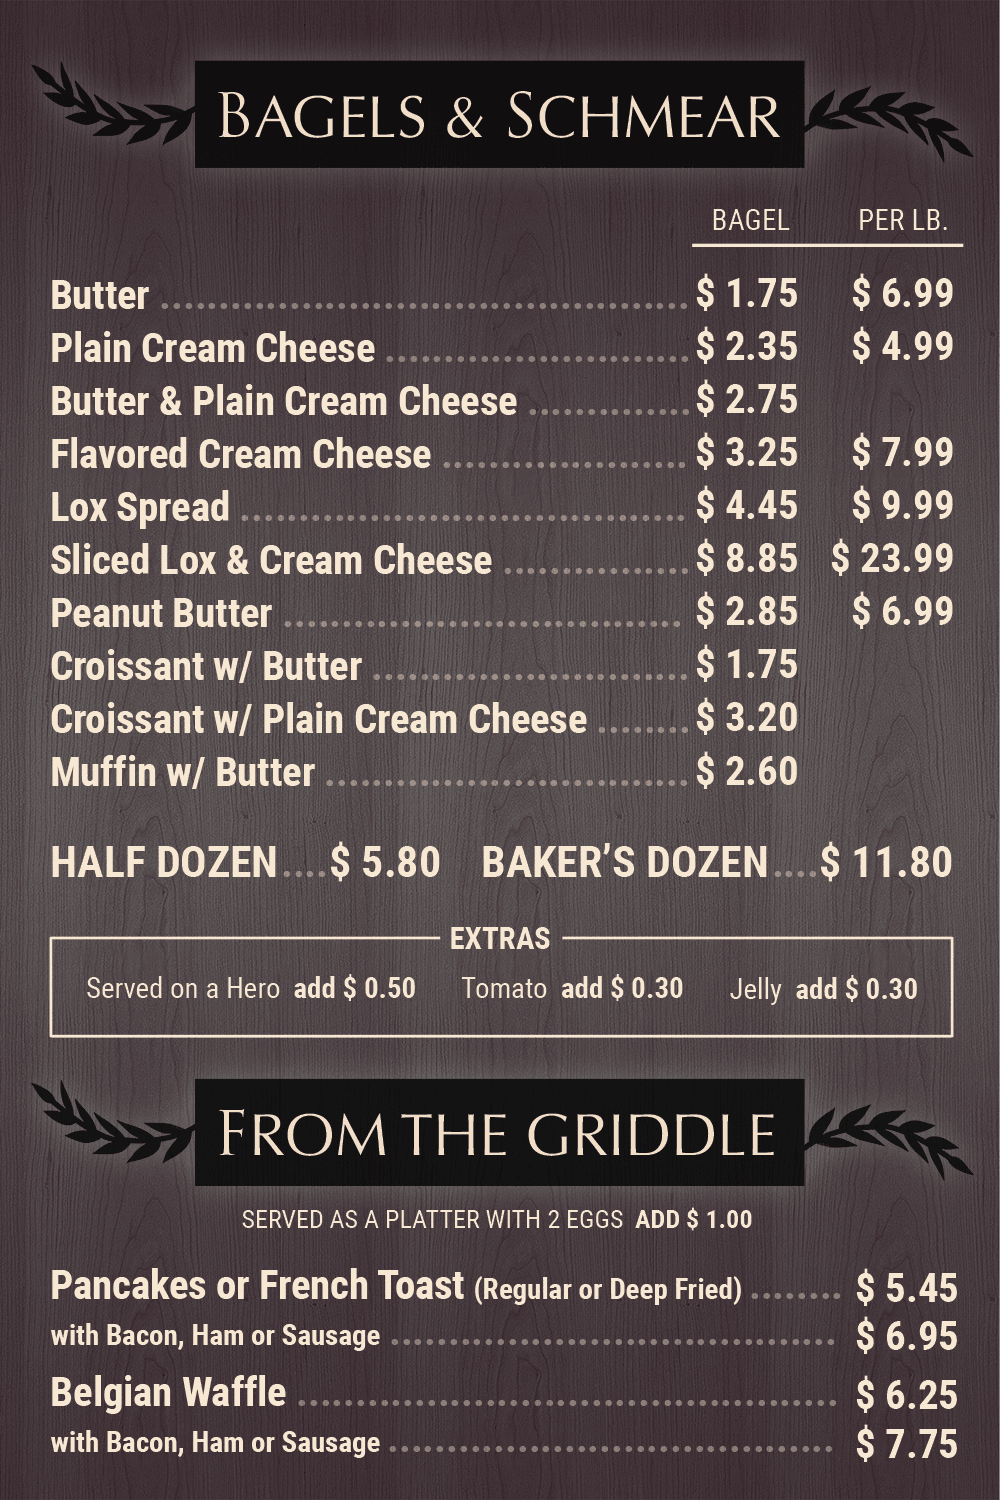 BAGELS & SCHMEAR
BAGEL PER LB.
Butter $ 1.75 $ 6.99
Plain Cream Cheese $ 2.35 $ 4.99
Butter & Plain Cream Cheese $ 2.75
Flavored Cream Cheese $ 3.25 $ 7.99
Lox Spread $ 4.45 $ 9.99
Sliced Lox & Cream Cheese $ 8.85 $ 23.99
Peanut Butter $ 2.85 $ 6.99
Croissant w/ Butter $ 1.75
Croissant w/ Plain Cream Cheese $ 3.20
Muffin w/ Butter $ 2.60
HALF DOZEN $ 5.80 BAKER’S DOZEN $ 11.80
EXTRAS
Served on a Hero add $ 0.50 Tomato add $ 0.30 Jelly add $ 0.30
FROM THE GRIDDLE
SERVED AS A PLATTER WITH 2 EGGS ADD $ 1.00
Pancakes or French Toast (Regular or Deep Fried) $ 5.45
with Bacon, Ham or Sausage $ 6.95
Belgian Waffle $ 6.25
with Bacon, Ham or Sausage $ 7.75